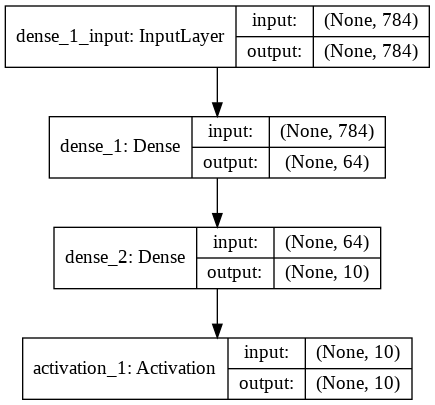 dense_1_input: InputLayer
input: (None, 784)
output: (None, 784)
dense_1: Dense
input: (None, 784)
output: (None, 64)
dense_2: Dense
input: (None, 64)
output: (None, 10)
activation_1: Activation
input: (None, 10)
output: (None, 10)